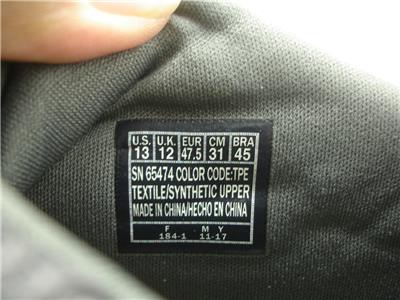 U.S. U.K. EUR CM BRA
13 12 47.5 31 45
SN 65474 COLOR CODE:TPE
TEXTILE/SYNTHETIC UPPER
MADE IN CHINA/HECHO EN CHINA
F M Y
184-1 11-17